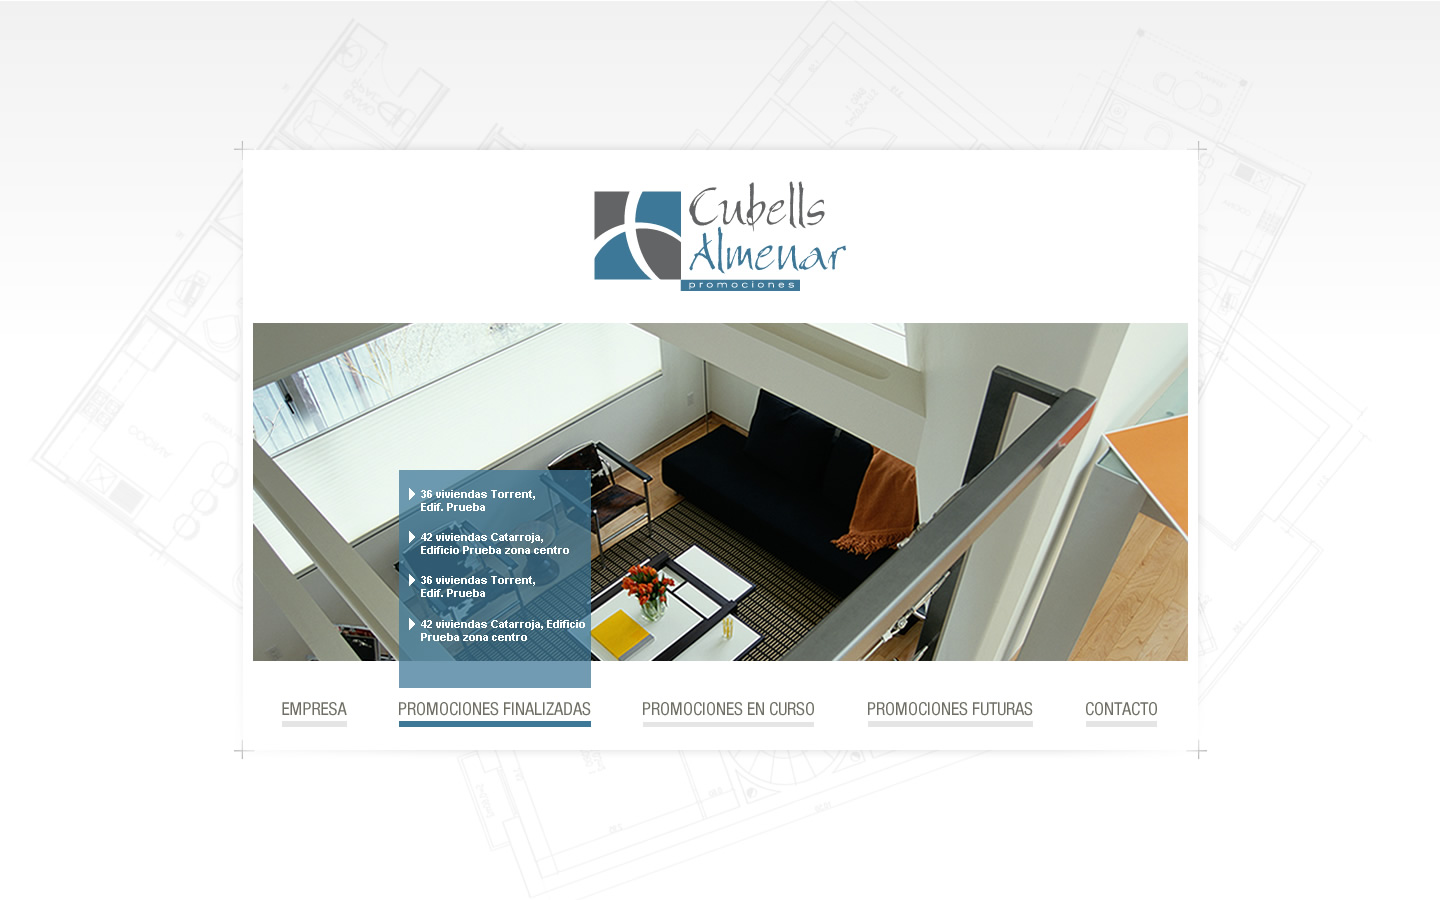 Cubells
Almenar
promociones
36 viviendas Torrent,
Edif. Prueba
42 viviendas Catarroja,
Edificio Prueba zona centro
36 viviendas Torrent,
Edif. Prueba
42 viviendas Catarroja, Edificio
Prueba zona centro
EMPRESA
PROMOCIONES FINALIZADAS
PROMOCIONES EN CURSO
PROMOCIONES FUTURAS
CONTACTO